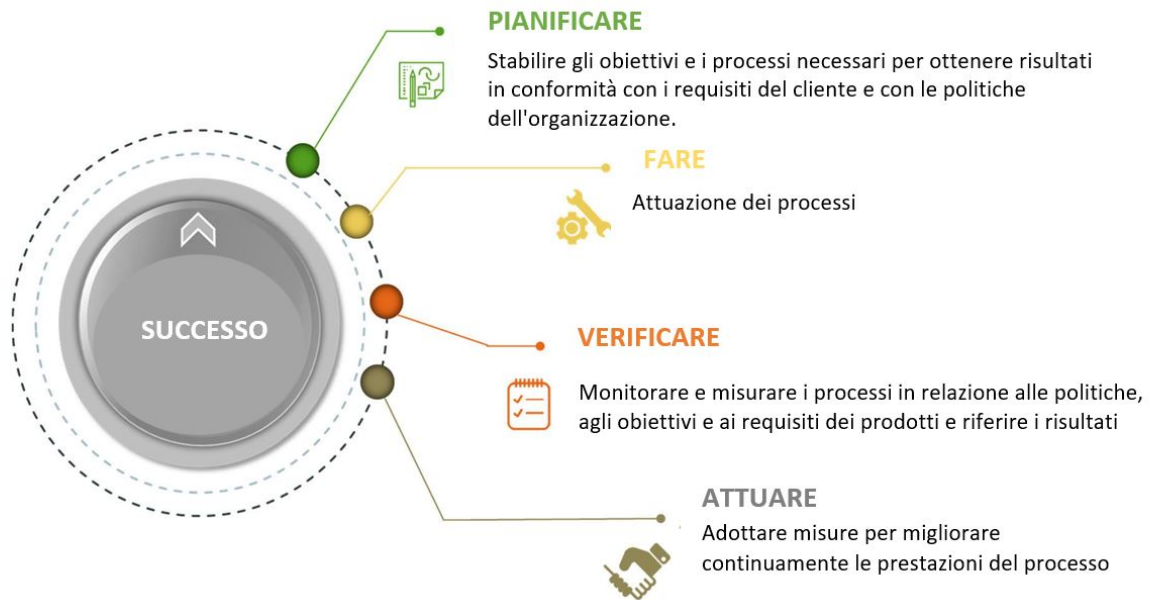 PIANIFICARE
Stabilire gli obiettivi e i processi necessari per ottenere risultati
in conformità con i requisiti del cliente e con le politiche
dell'organizzazione.
FARE
Attuazione dei processi
SUCCESSO
VERIFICARE
Monitorare e misurare i processi in relazione alle politiche,
agli obiettivi e ai requisiti dei prodotti e riferire i risultati
ATTUARE
Adottare misure per migliorare
continuamente le prestazioni del processo